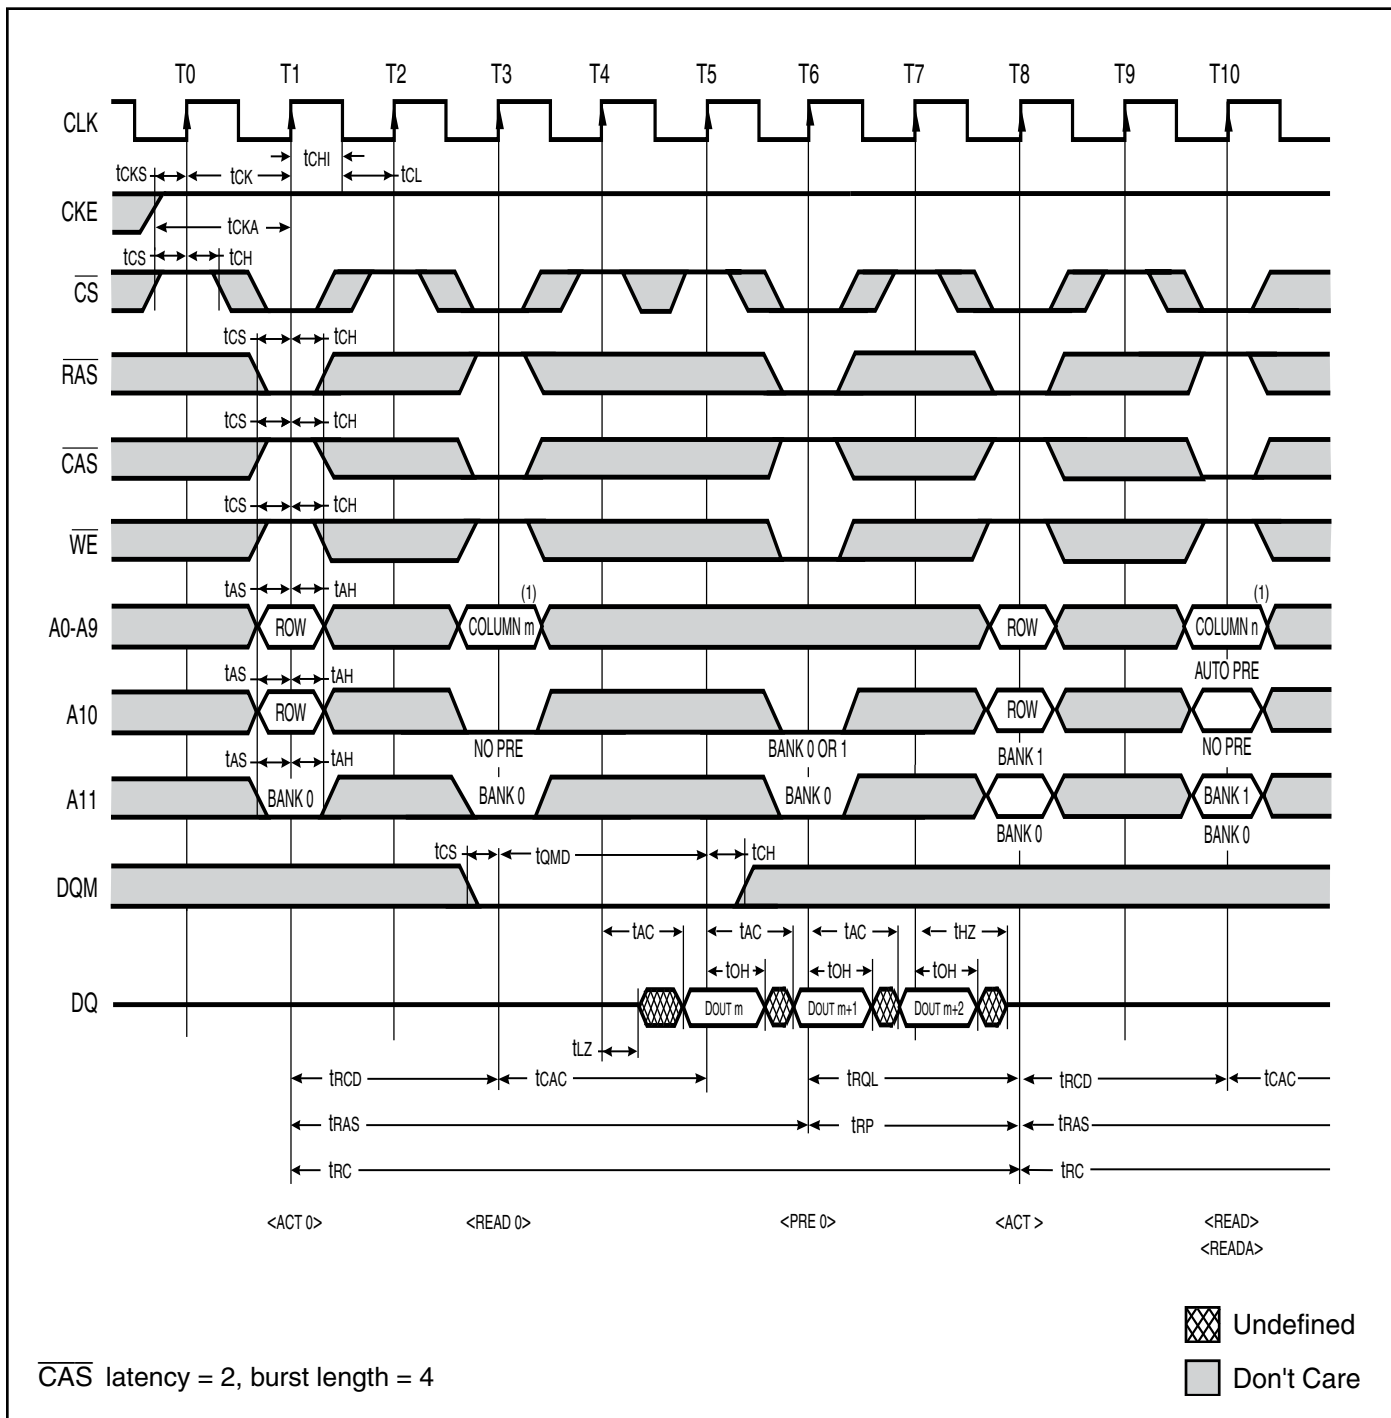 T0 T1 T2 T3 T4 T5 T6 T7 T8 T9 T10
CLK
tCHI
tCKS tCK tCL
CKE
tCKA
tCS tCH
CS
tCS tCH
RAS
tCS tCH
CAS
tCS tCH
WE
tAS tAH (1) (1)
A0-A9 ROW COLUMN m ROW COLUMN n
tAS tAH AUTO PRE
A10 ROW ROW
NO PRE BANK 0 OR 1 BANK 1 NO PRE
tAS tAH
A11 BANK 0 BANK 0 BANK 0 BANK 1
BANK 0 BANK 0
tCS tQMD tCH
DQM
tAC tAC tAC tHZ
tOH tOH tOH
DQ DOUT m DOUT m+1 DOUT m+2
tLZ
tRCD tCAC tRQL tRCD tCAC
tRAS tRP tRAS
tRC tRC
<ACT 0> <READ 0> <PRE 0> <ACT > <READ>
<READA>
Undefined
CAS latency = 2, burst length = 4
Don't Care